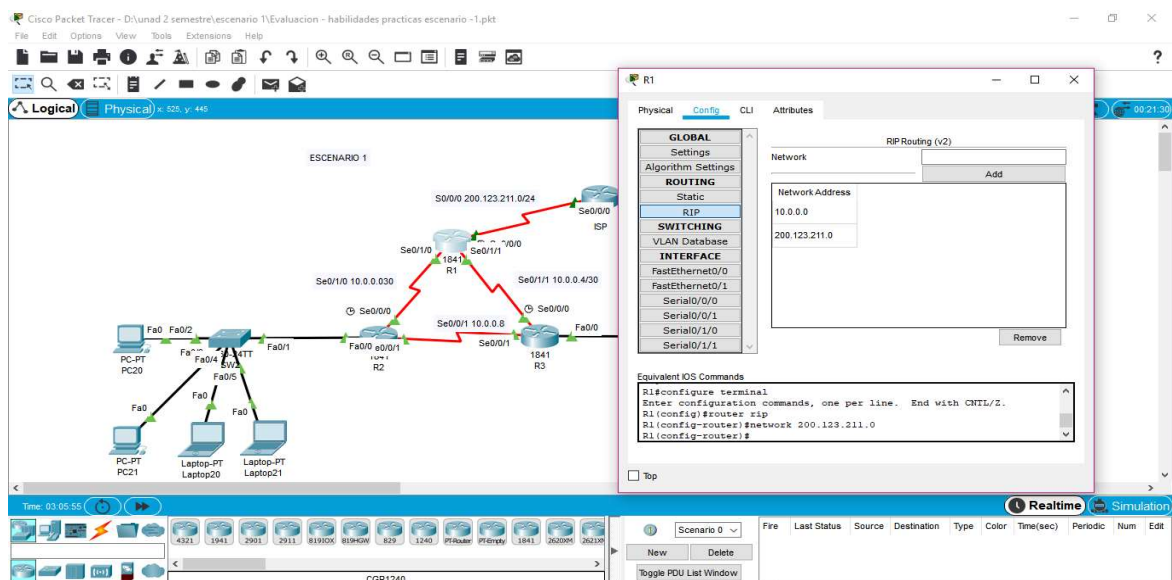 Cisco Packet Tracer - D:\unad 2 semestre\escenario 1\Evaluacion - habilidades practicas escenario -1.pkt
File Edit Options View Tools Extensions Help
?
Logical Physical x: 525, y: 445
00:21:30
ESCENARIO 1
S0/0/0 200.123.211.0/24
Se0/0/0
ISP
Se0/1/0
Se0/1/1
1841
R1
Se0/1/0 10.0.0.030
Se0/1/1 10.0.0.4/30
Se0/0/0
Se0/0/0
Se0/0/1 10.0.0.8
Fa0 Fa0/2
Fa0/4
Fa0/1
Fa0/5
PC-PT
PC20
Fa0/0
R2
Se0/0/1
1841
R3
Fa0/0
Fa0
Fa0
Fa0
PC-PT
PC21
Laptop-PT
Laptop20
Laptop-PT
Laptop21
R1
Physical Config CLI Attributes
GLOBAL
Settings
Algorithm Settings
ROUTING
Static
RIP
SWITCHING
VLAN Database
INTERFACE
FastEthernet0/0
FastEthernet0/1
Serial0/0/0
Serial0/0/1
Serial0/1/0
Serial0/1/1
RIP Routing (v2)
Network
Add
Network Address
10.0.0.0
200.123.211.0
Remove
Equivalent IOS Commands
R1#configure terminal
Enter configuration commands, one per line. End with CNTL/Z.
R1(config)#router rip
R1(config-router)#network 200.123.211.0
R1(config-router)#
Top
Time: 03:05:55
Realtime Simulation
4321 1941 2901 2911 819IOX 819HGW 829 1240 PT-Router PT-Empty 1841 2620XM
CGR1240
Scenario 0
New Delete
Toggle PDU List Window
Fire Last Status Source Destination Type Color Time(sec) Periodic Num Edit